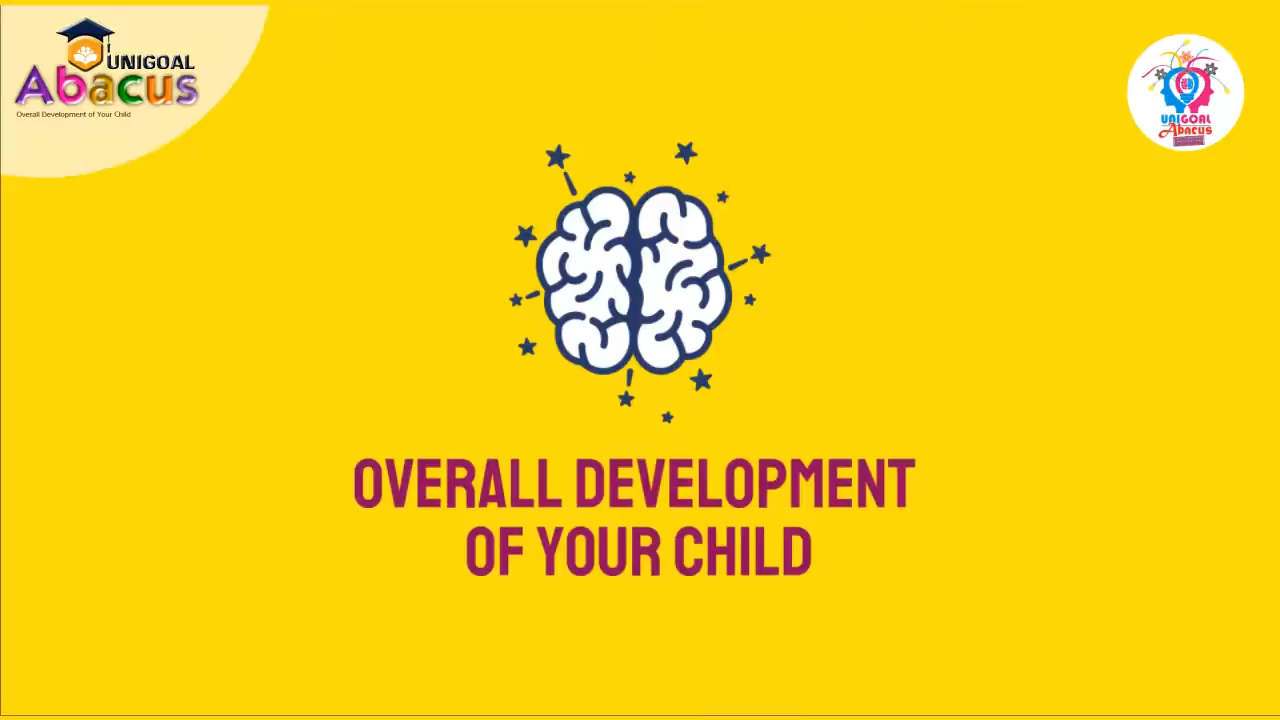 UNIGOAL
Abacus
Overall Development of Your Child
UNIGOAL
Abacus
OVERALL DEVELOPMENT
OF YOUR CHILD